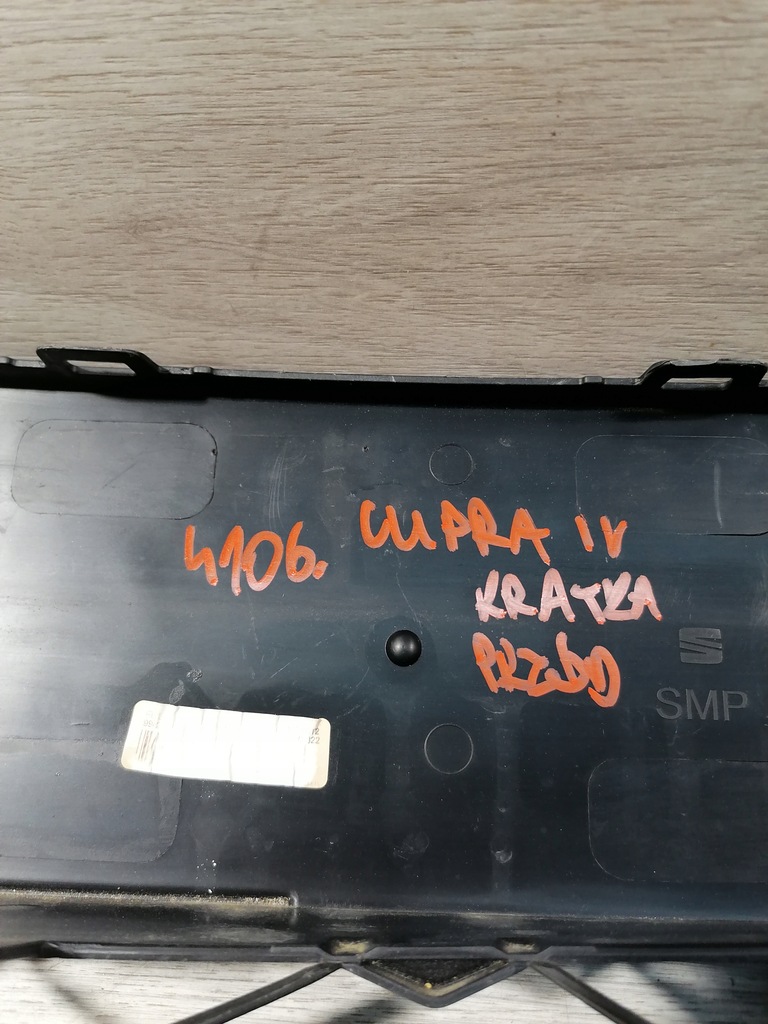 4106. CUPRA IV
KRATKA
PRZÓD
SMP